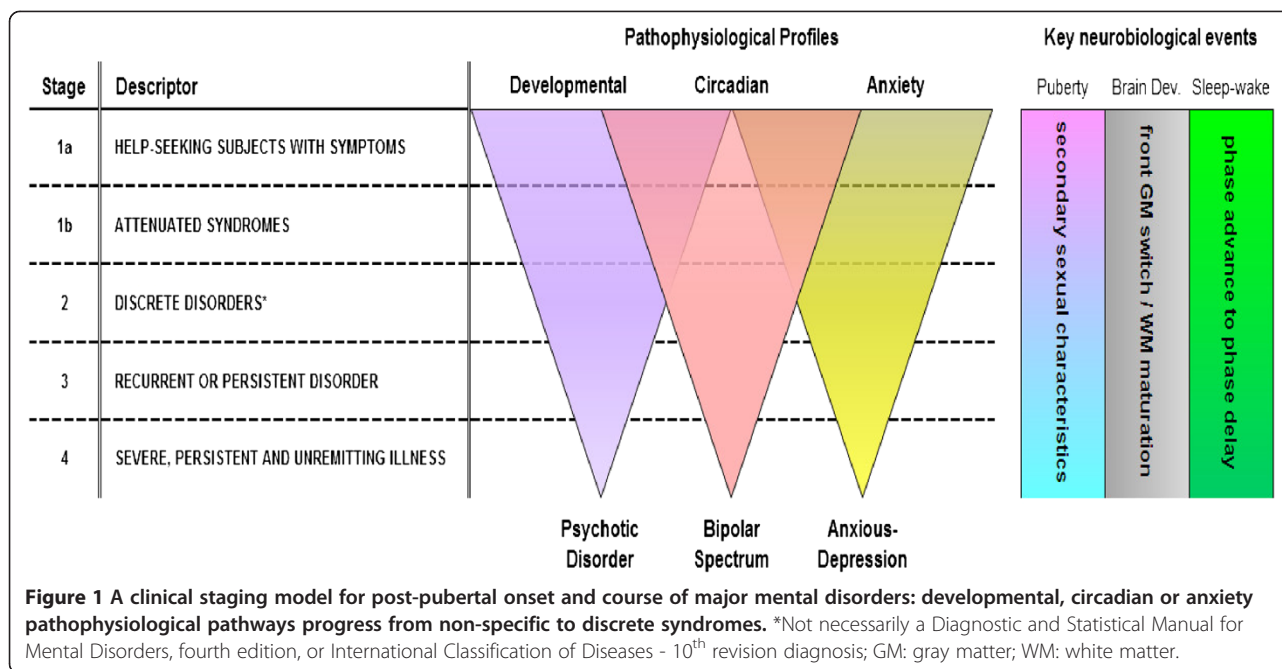 Pathophysiological Profiles
Key neurobiological events
Stage
Descriptor
Developmental
Circadian
Anxiety
Puberty
Brain Dev.
Sleep-wake
1a
HELP-SEEKING SUBJECTS WITH SYMPTOMS
1b
ATTENUATED SYNDROMES
2
DISCRETE DISORDERS*
3
RECURRENT OR PERSISTENT DISORDER
4
SEVERE, PERSISTENT AND UNREMITTING ILLNESS
secondary sexual characteristics
front GM switch / WM maturation
phase advance to phase delay
Psychotic
Disorder
Bipolar
Spectrum
Anxious-
Depression
Figure 1 A clinical staging model for post-pubertal onset and course of major mental disorders: developmental, circadian or anxiety
pathophysiological pathways progress from non-specific to discrete syndromes. *Not necessarily a Diagnostic and Statistical Manual for
Mental Disorders, fourth edition, or International Classification of Diseases - 10th revision diagnosis; GM: gray matter; WM: white matter.